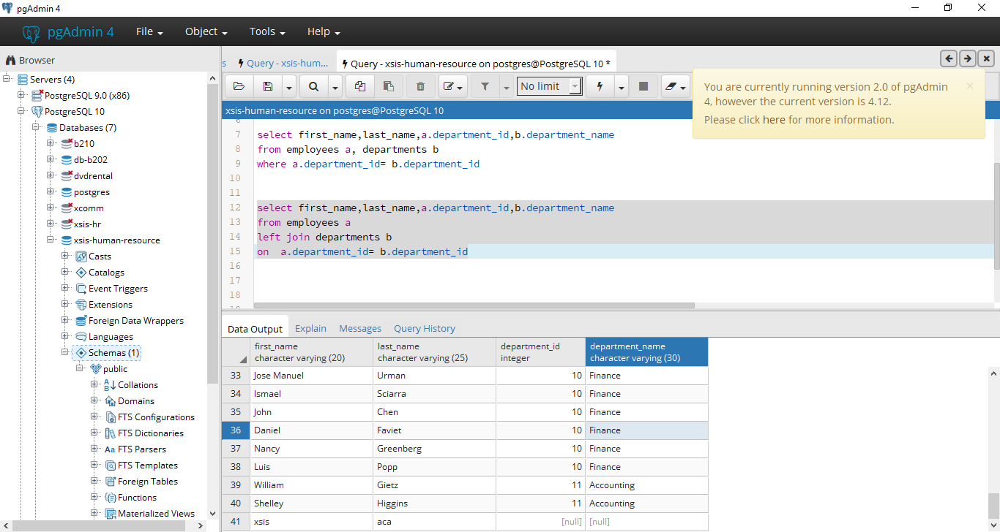 pgAdmin 4
pgAdmin 4 File Object Tools Help
Browser
Servers (4)
PostgreSQL 9.0 (x86)
PostgreSQL 10
Databases (7)
b210
db-b202
dvdrental
postgres
xcomm
xsis-hr
xsis-human-resource
Casts
Catalogs
Event Triggers
Extensions
Foreign Data Wrappers
Languages
Schemas (1)
public
Collations
Domains
FTS Configurations
FTS Dictionaries
FTS Parsers
FTS Templates
Foreign Tables
Functions
Materialized Views
s Query - xsis-hum... Query - xsis-human-resource on postgres@PostgreSQL 10 *
No limit
You are currently running version 2.0 of pgAdmin
4, however the current version is 4.12.
Please click here for more information.
xsis-human-resource on postgres@PostgreSQL 10
6
7 select first_name,last_name,a.department_id,b.department_name
8 from employees a, departments b
9 where a.department_id= b.department_id
10
11
12 select first_name,last_name,a.department_id,b.department_name
13 from employees a
14 left join departments b
15 on  a.department_id= b.department_id
16
17
18
19
Data Output Explain Messages Query History
first_name last_name department_id department_name
character varying (20) character varying (25) integer character varying (30)
33 Jose Manuel Urman 10 Finance
34 Ismael Sciarra 10 Finance
35 John Chen 10 Finance
36 Daniel Faviet 10 Finance
37 Nancy Greenberg 10 Finance
38 Luis Popp 10 Finance
39 William Gietz 11 Accounting
40 Shelley Higgins 11 Accounting
41 xsis aca [null] [null]